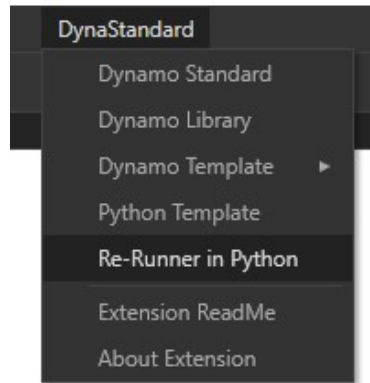 DynaStandard
Dynamo Standard
Dynamo Library
Dynamo Template
Python Template
Re-Runner in Python
Extension ReadMe
About Extension